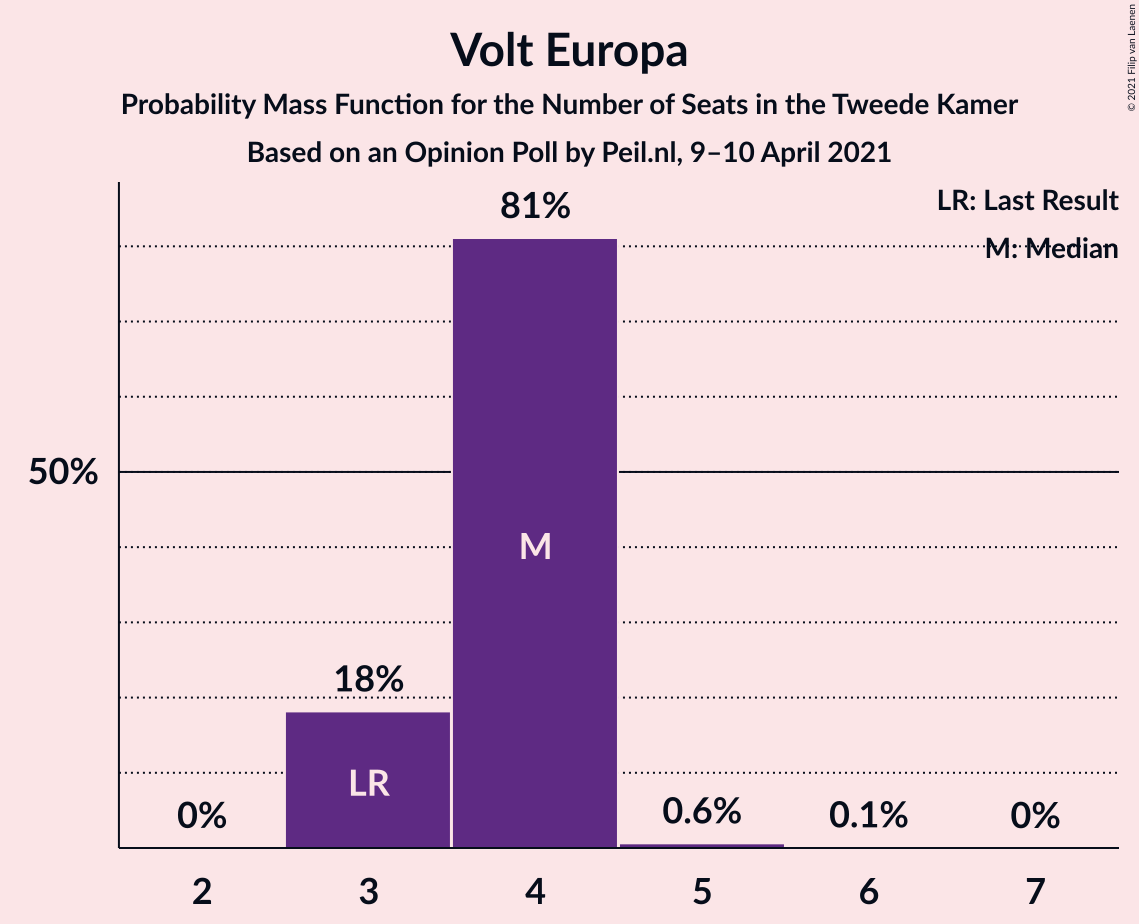 Volt Europa
Probability Mass Function for the Number of Seats in the Tweede Kamer
Based on an Opinion Poll by Peil.nl, 9–10 April 2021
© 2021 Filip van Laenen
LR: Last Result
M: Median
81%
50%
M
18%
LR
0%
0.6%
0.1%
0%
2 3 4 5 6 7